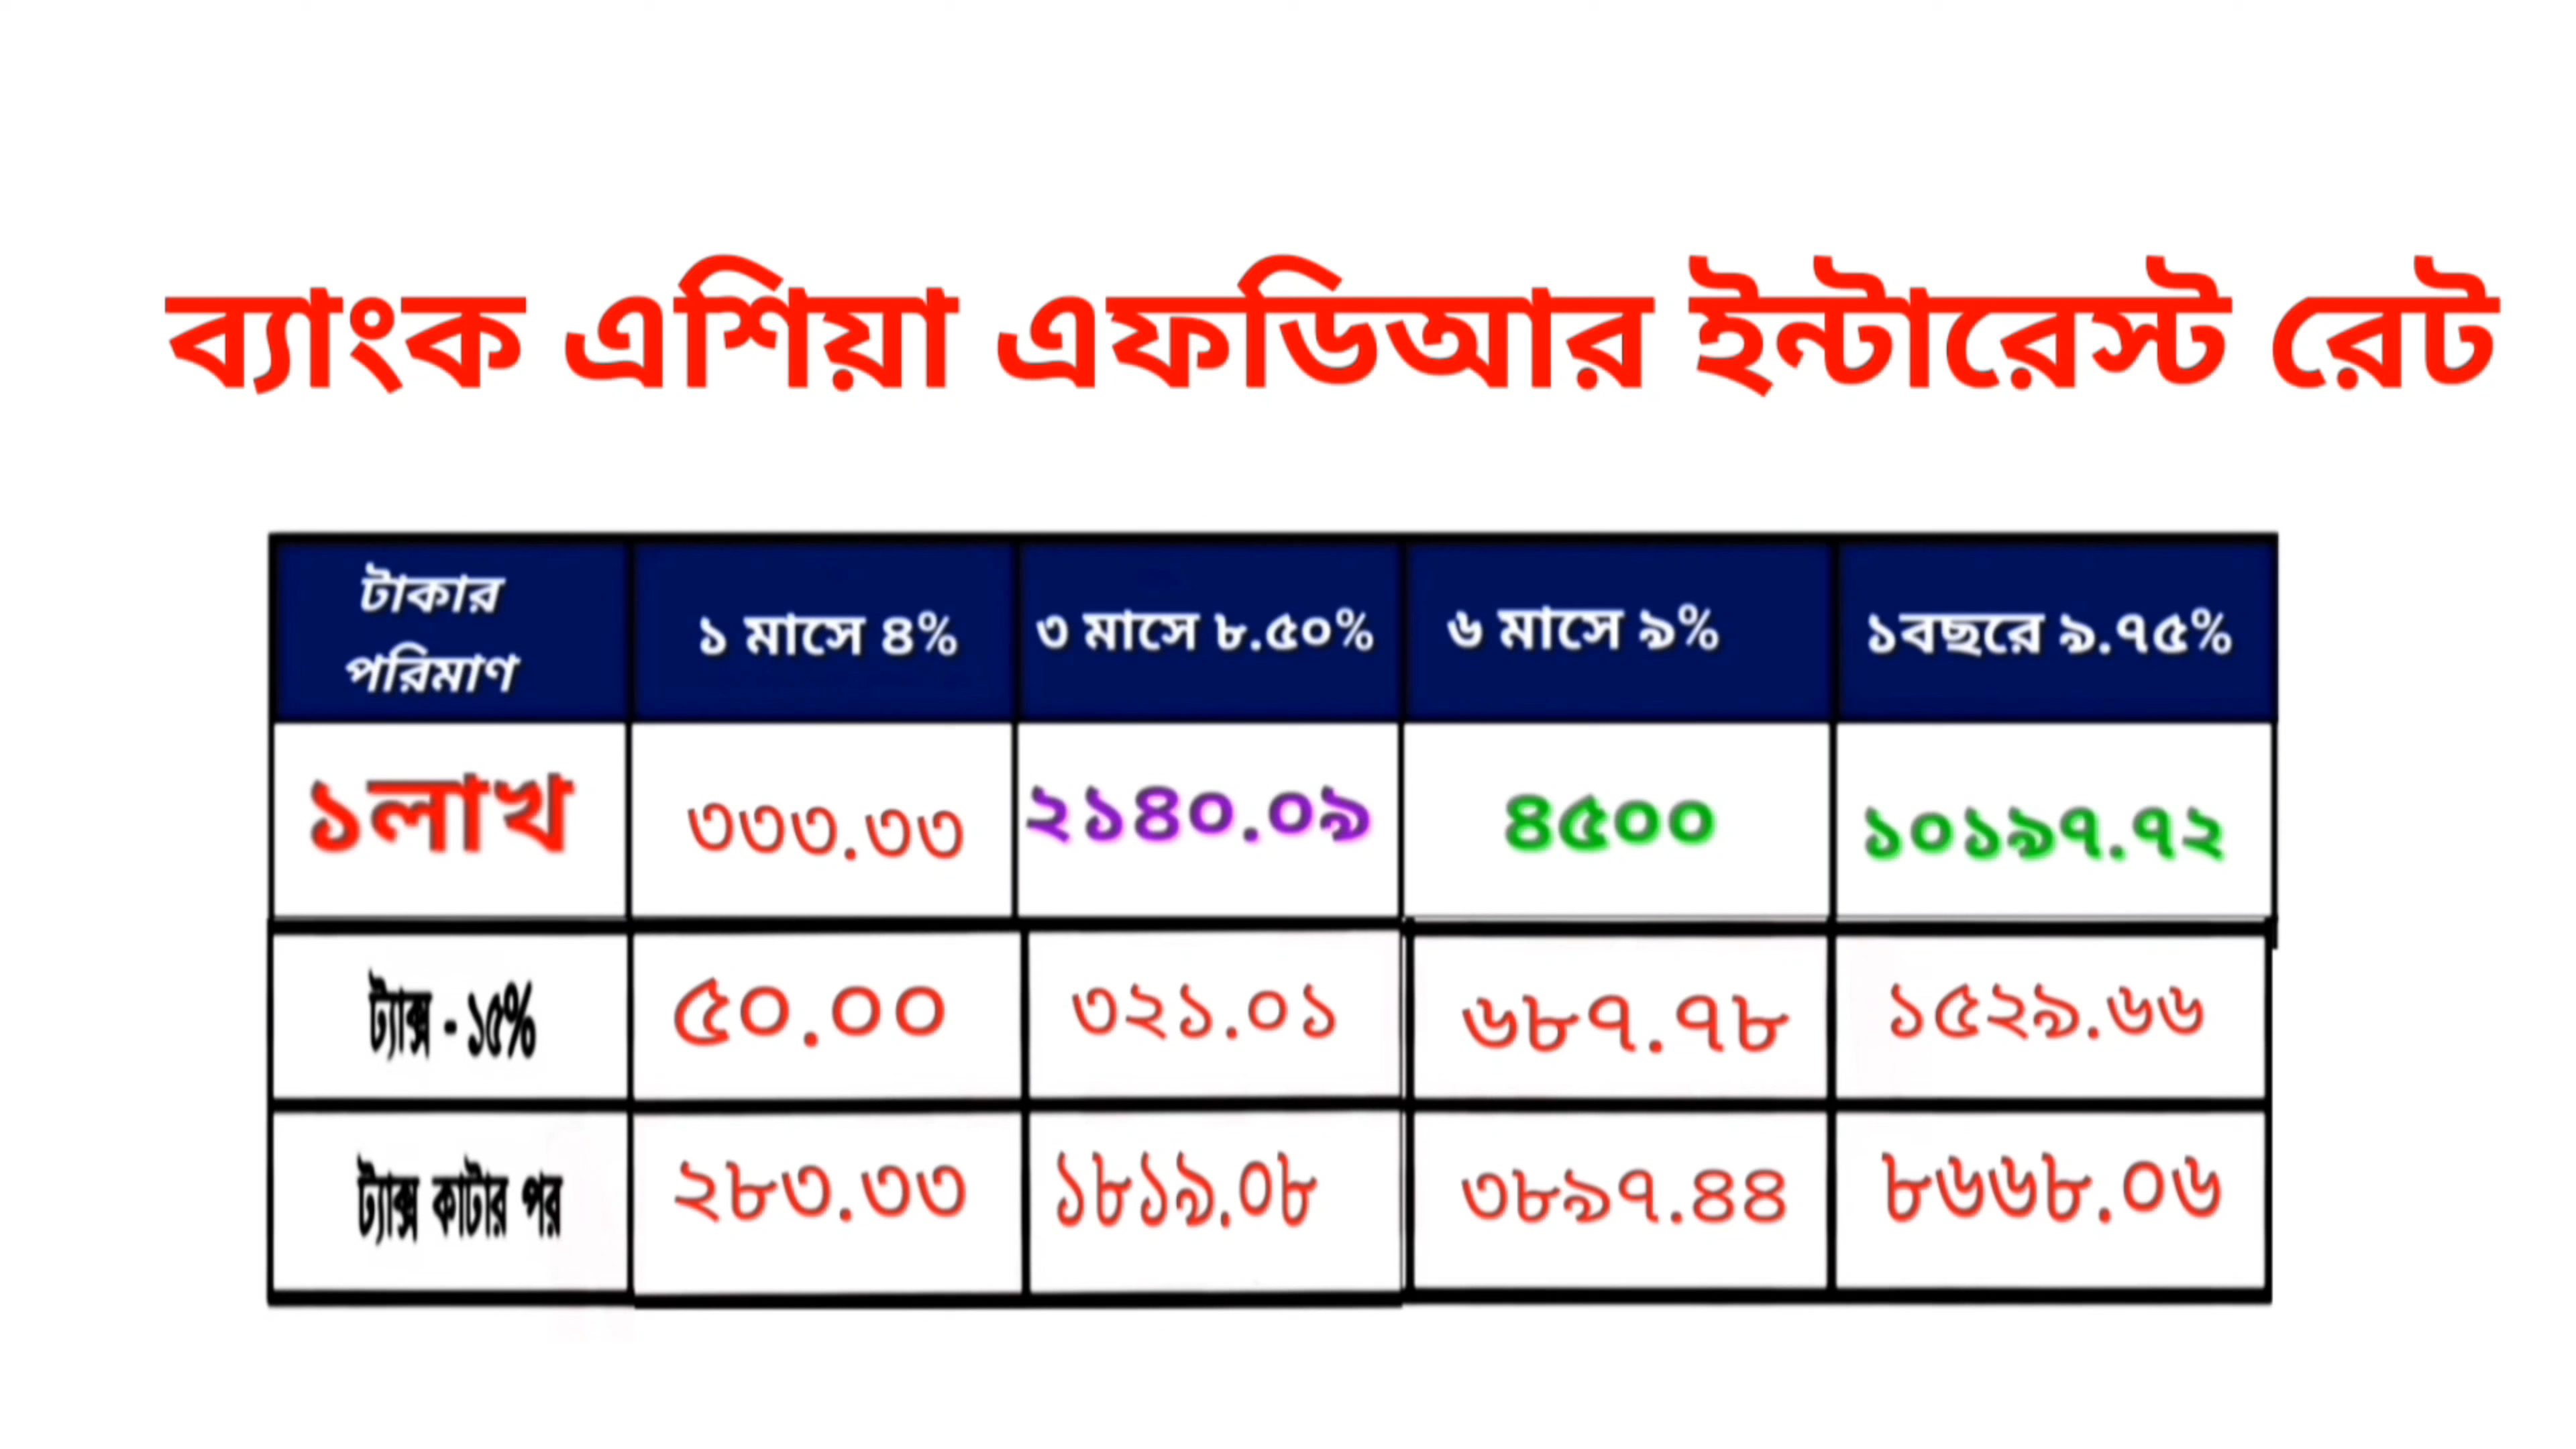 ব্যাংক এশিয়া এফডিআর ইন্টারেস্ট রেট
টাকার পরিমাণ ১ মাসে ৪% ৩ মাসে ৮.৫০% ৬ মাসে ৯% ১বছরে ৯.৭৫%
১লাখ ৩৩৩.৩৩ ২১৪০.০৯ ৪৫০০ ১০১৯৭.৭২
ট্যাক্স - ১৫% ৫০.০০ ৩২১.০১ ৬৮৭.৭৮ ১৫২৯.৬৬
ট্যাক্স কাটার পর ২৮৩.৩৩ ১৮১৯.০৮ ৩৮৯৭.৪৪ ৮৬৬৮.০৬